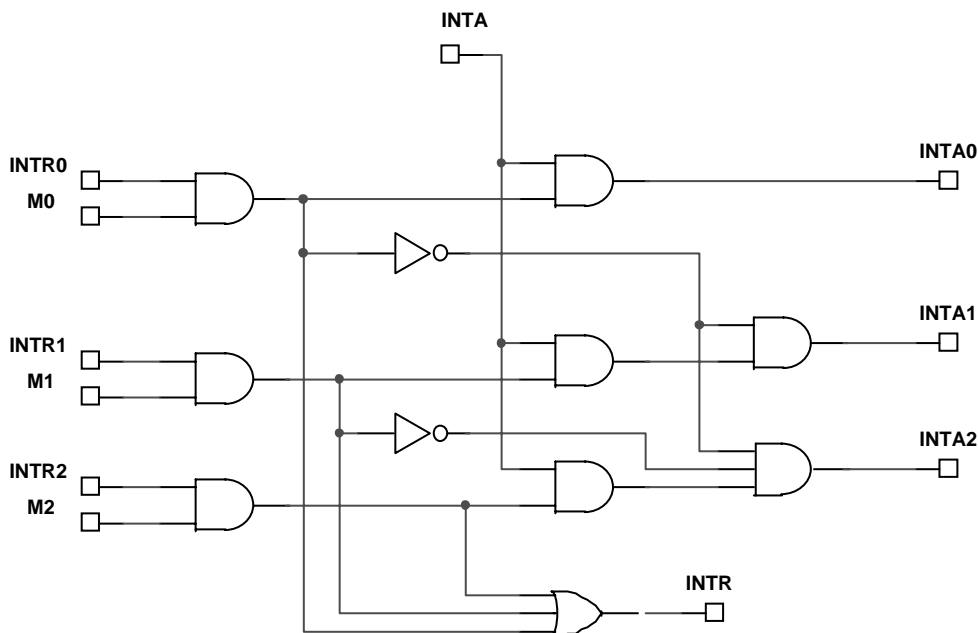 INTA
INTR0
INTA0
M0
INTR1
INTA1
M1
INTR2
INTA2
M2
INTR